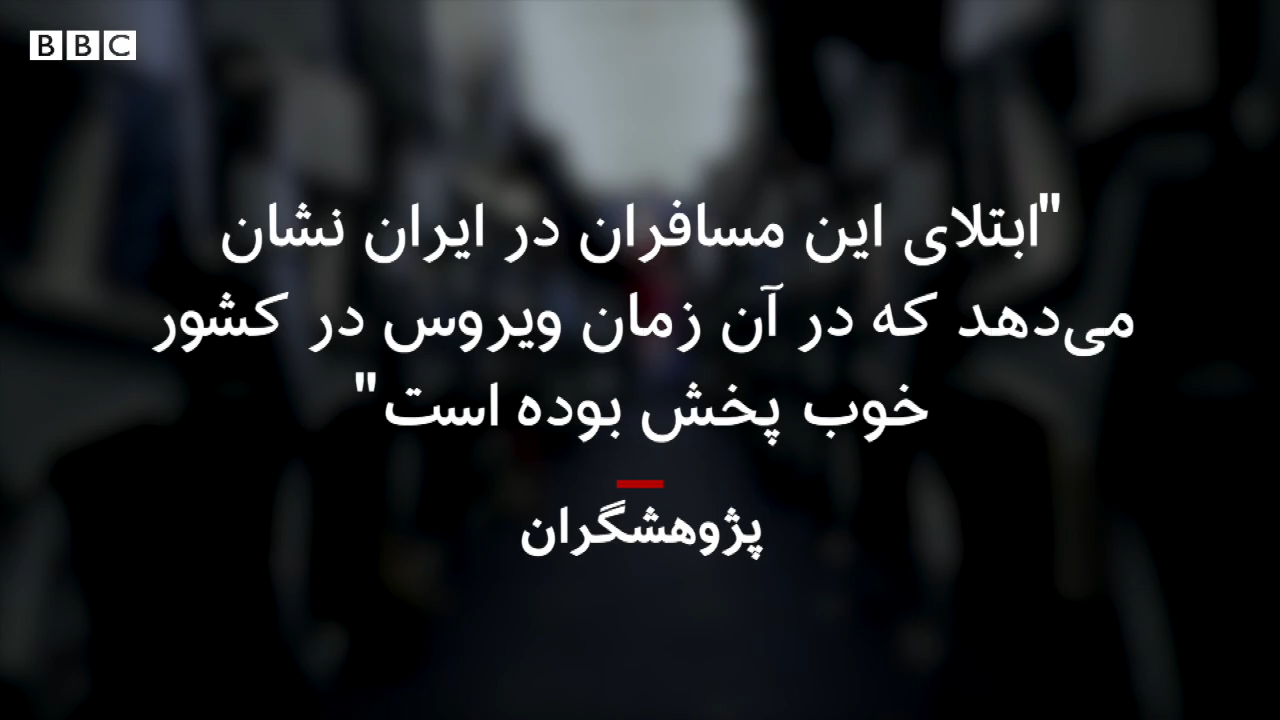 BBC
"ابتلای این مسافران در ایران نشان
می‌دهد که در آن زمان ویروس در کشور
خوب پخش بوده است"
پژوهشگران